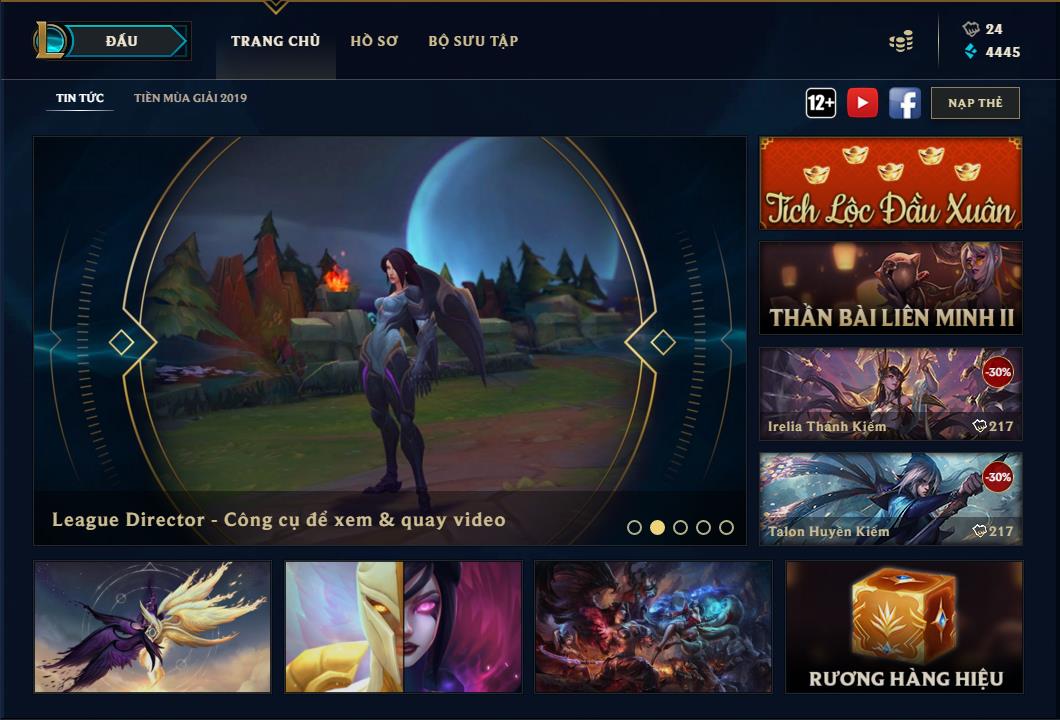 ĐẤU
TRANG CHỦ
HỒ SƠ
BỘ SƯU TẬP
24
4445
TIN TỨC
TIỀN MÙA GIẢI 2019
12+
NẠP THẺ
Tích Lộc Đầu Xuân
THẦN BÀI LIÊN MINH II
-30%
Irelia Thánh Kiếm
217
-30%
Talon Huyền Kiếm
217
League Director - Công cụ để xem & quay video
RƯƠNG HÀNG HIỆU